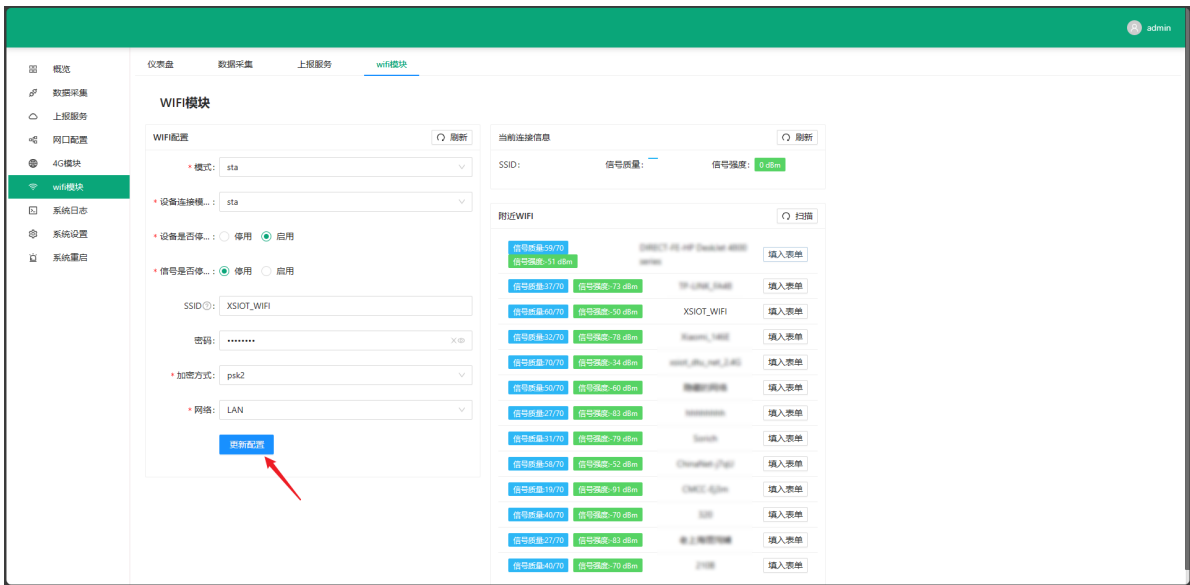 admin
概览
数据采集
上报服务
网口配置
4G模块
wifi模块
系统日志
系统设置
系统重启
仪表盘 数据采集 上报服务 wifi模块
WIFI模块
WIFI配置 刷新
* 模式: sta
* 设备连接模...: sta
* 设备是否停...: 停用 启用
* 信号是否停...: 停用 启用
SSID: XSIOT_WIFI
密码: ••••••••
* 加密方式: psk2
* 网络: LAN
更新配置
当前连接信息 刷新
SSID: 信号质量: 信号强度: 0 dBm
附近WIFI 扫描
信号质量:59/70
信号强度:-51 dBm 填入表单
信号质量:37/70 信号强度:-73 dBm 填入表单
信号质量:60/70 信号强度:-50 dBm XSIOT_WIFI 填入表单
信号质量:32/70 信号强度:-78 dBm 填入表单
信号质量:70/70 信号强度:-34 dBm 填入表单
信号质量:50/70 信号强度:-60 dBm 填入表单
信号质量:27/70 信号强度:-83 dBm 填入表单
信号质量:31/70 信号强度:-79 dBm 填入表单
信号质量:58/70 信号强度:-52 dBm 填入表单
信号质量:19/70 信号强度:-91 dBm 填入表单
信号质量:40/70 信号强度:-70 dBm 填入表单
信号质量:27/70 信号强度:-83 dBm 填入表单
信号质量:40/70 信号强度:-70 dBm 填入表单